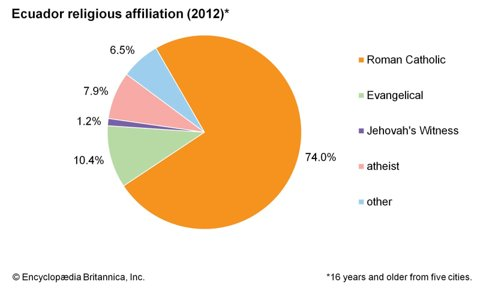 Ecuador religious affiliation (2012)*
6.5%
7.9%
1.2%
10.4%
74.0%
Roman Catholic
Evangelical
Jehovah's Witness
atheist
other
© Encyclopædia Britannica, Inc.
*16 years and older from five cities.